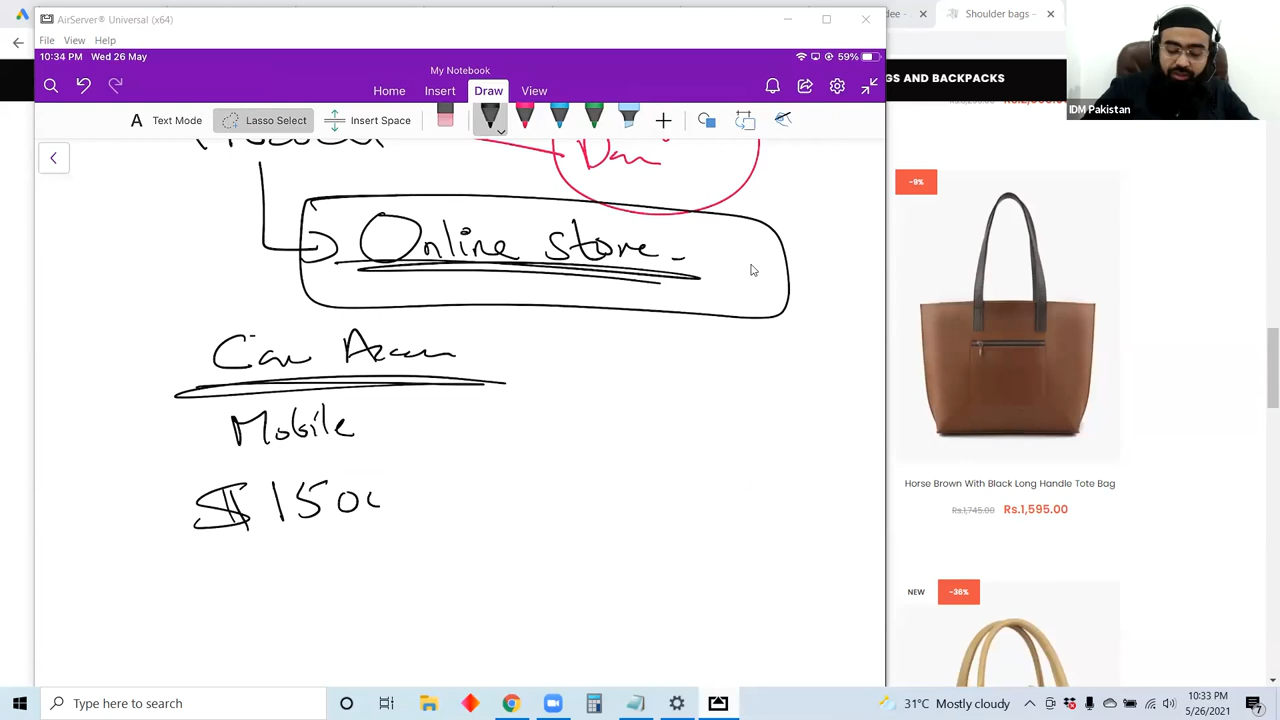 AirServer® Universal (x64)
dee
Shoulder bags –
File View Help
10:34 PM Wed 26 May
59%
My Notebook
GS AND BACKPACKS
IDM Pakistan
Home Insert Draw View
Text Mode
Lasso Select
Insert Space
Online store.
Mobile
$150
-9%
Horse Brown With Black Long Handle Tote Bag
Rs.1,745.00 Rs.1,595.00
NEW -36%
Type here to search
31°C Mostly cloudy
10:33 PM
5/26/2021
7